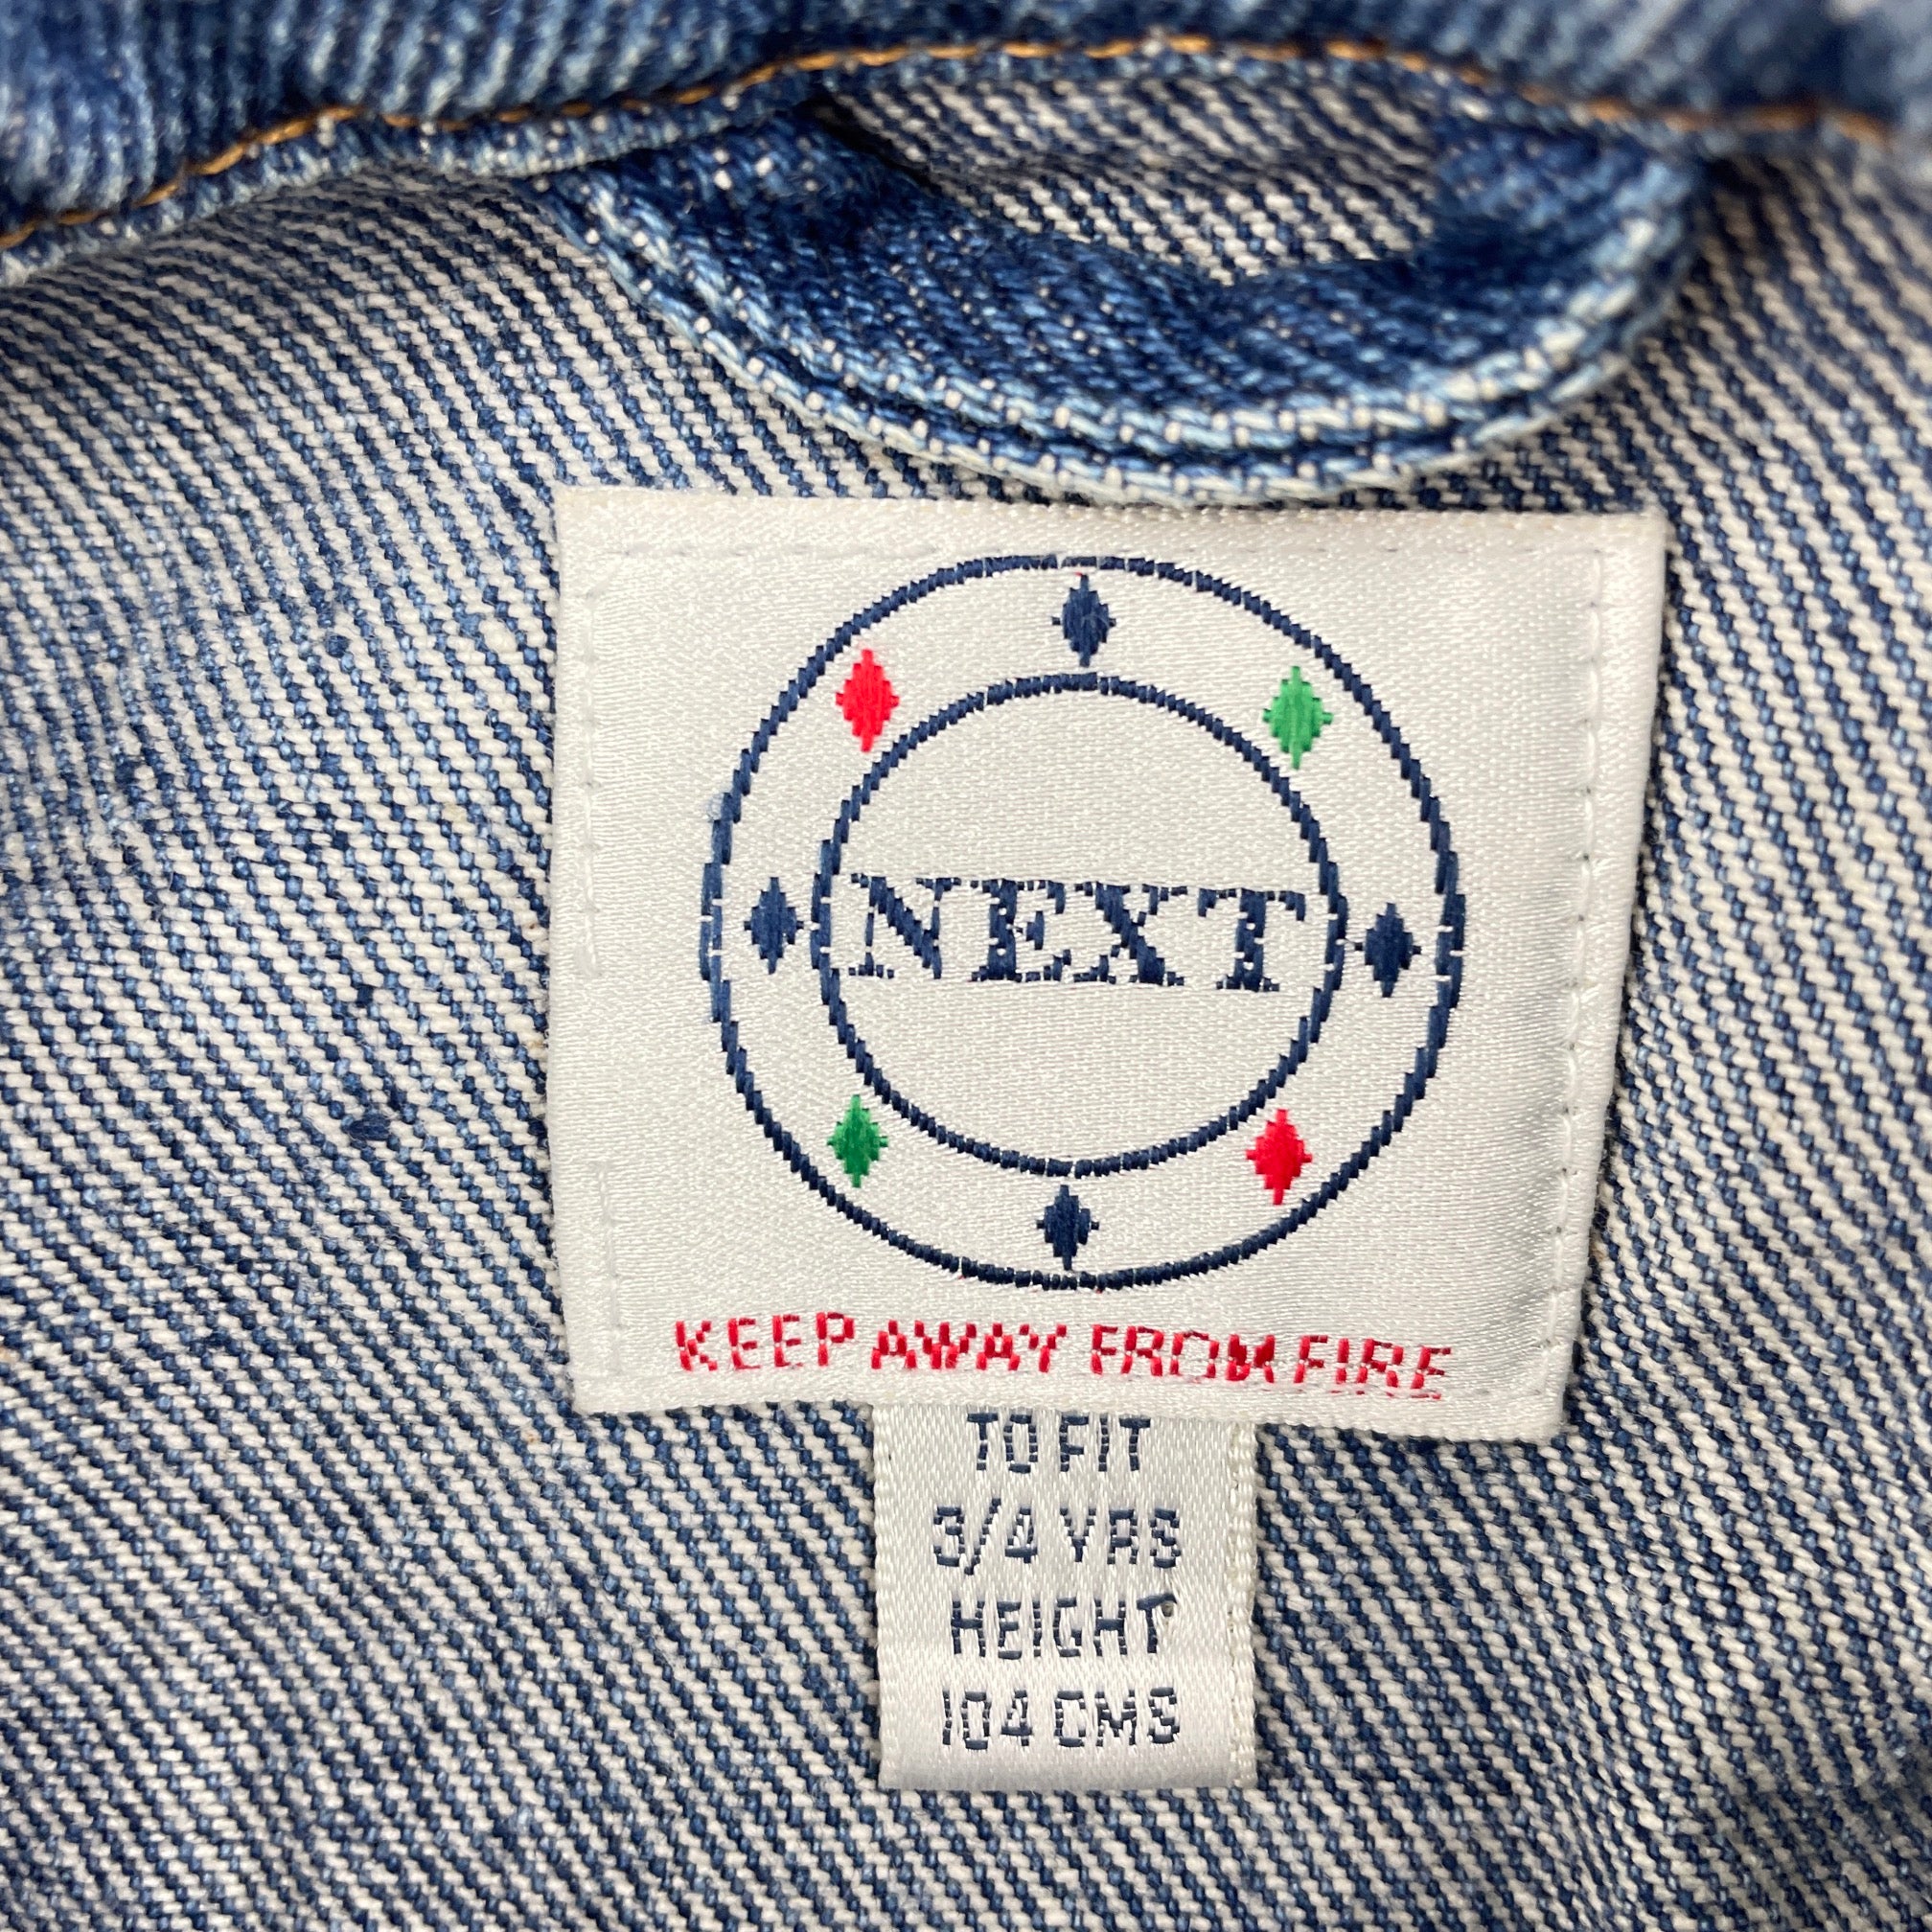 NEXT
KEEP AWAY FROM FIRE
TO FIT
3/4 YRS
HEIGHT
104 CMS